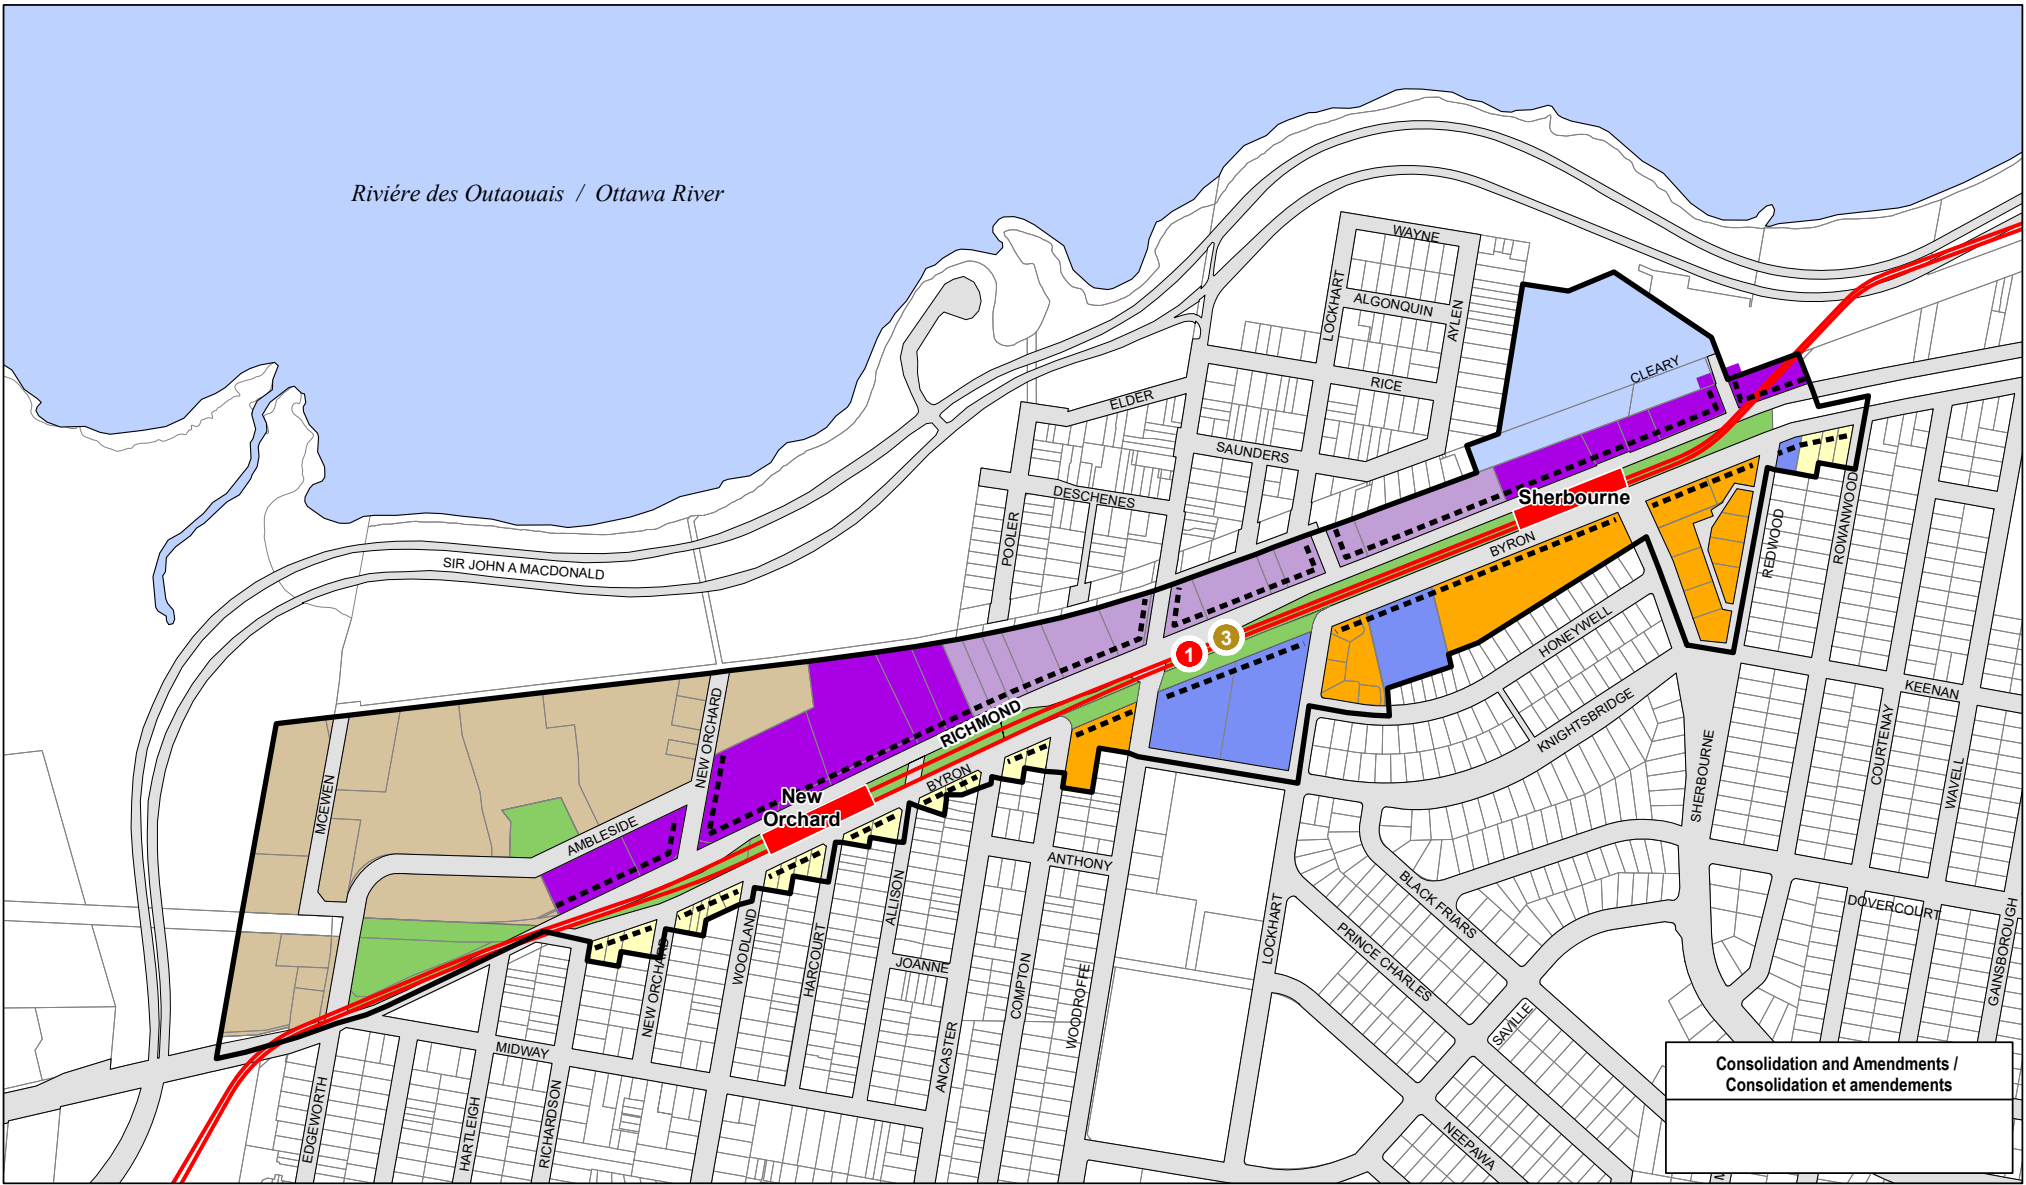 Riviére des Outaouais / Ottawa River
WAYNE
LOCKHART
ALGONQUIN
AYLEN
RICE
CLEARY
ELDER
SAUNDERS
DESCHENES
POOLER
SIR JOHN A MACDONALD
Sherbourne
BYRON
REDWOOD
ROWANWOOD
HONEYWELL
KNIGHTSBRIDGE
KEENAN
1
3
NEW ORCHARD
RICHMOND
MCEWEN
AMBLESIDE
New
Orchard
BYRON
SHERBOURNE
COURTENAY
WAVELL
ANTHONY
ALLISON
BLACK FRIARS
DOVERCOURT
GAINSBOROUGH
WOODLAND
HARCOURT
NEW ORCHARD
JOANNE
COMPTON
WOODROFFE
LOCKHART
PRINCE CHARLES
SAVILLE
MIDWAY
ANCASTER
EDGEWORTH
HARTLEIGH
RICHARDSON
NEEPAWA
Consolidation and Amendments /
Consolidation et amendements